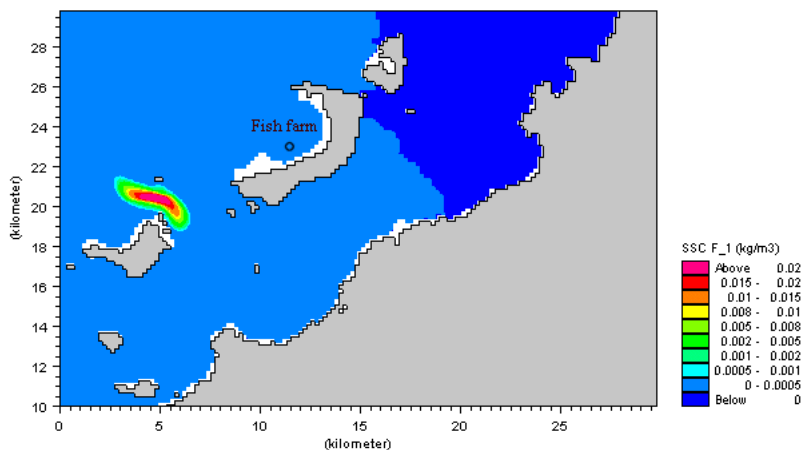 28
26
24
22
20
18
16
14
12
10
(kilometer)
Fish farm
0
5
10
15
20
25
(kilometer)
SSC F_1 (kg/m3)
Above 0.02
0.015 - 0.02
0.01 - 0.015
0.008 - 0.01
0.005 - 0.008
0.002 - 0.005
0.001 - 0.002
0.0005 - 0.001
0 - 0.0005
Below 0